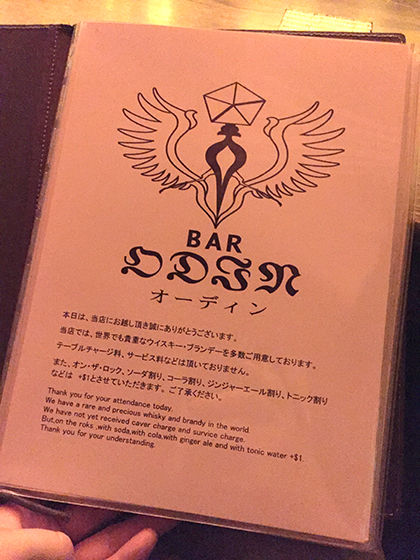 BAR
ODIN
オーディン
本日は、当店にお越し頂き誠にありがとうございます。
当店では、世界でも貴重なウイスキー・ブランデーを多数ご用意しております。
テーブルチャージ料、サービス料などは頂いておりません。
また、オン・ザ・ロック、ソーダ割り、コーラ割り、ジンジャーエール割り、トニック割り
などは +$1とさせていただきます。ご了承ください。
Thank you for your attendance today.
We have a rare and precious whisky and brandy in the world.
We have not yet received caver charge and survice charge.
But,on the roks ,with soda,with cola,with ginger ale and with tonic water +$1.
Thank you for your understanding.